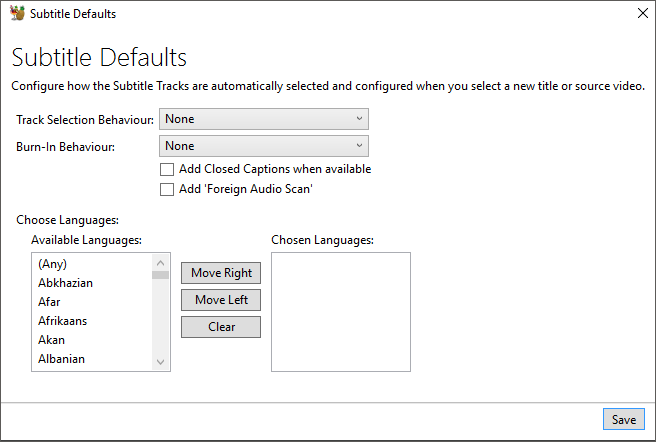 Subtitle Defaults
Subtitle Defaults
Configure how the Subtitle Tracks are automatically selected and configured when you select a new title or source video.
Track Selection Behaviour: None
Burn-In Behaviour: None
Add Closed Captions when available
Add 'Foreign Audio Scan'
Choose Languages:
Available Languages:
(Any)
Abkhazian
Afar
Afrikaans
Akan
Albanian
Move Right
Move Left
Clear
Chosen Languages:
Save